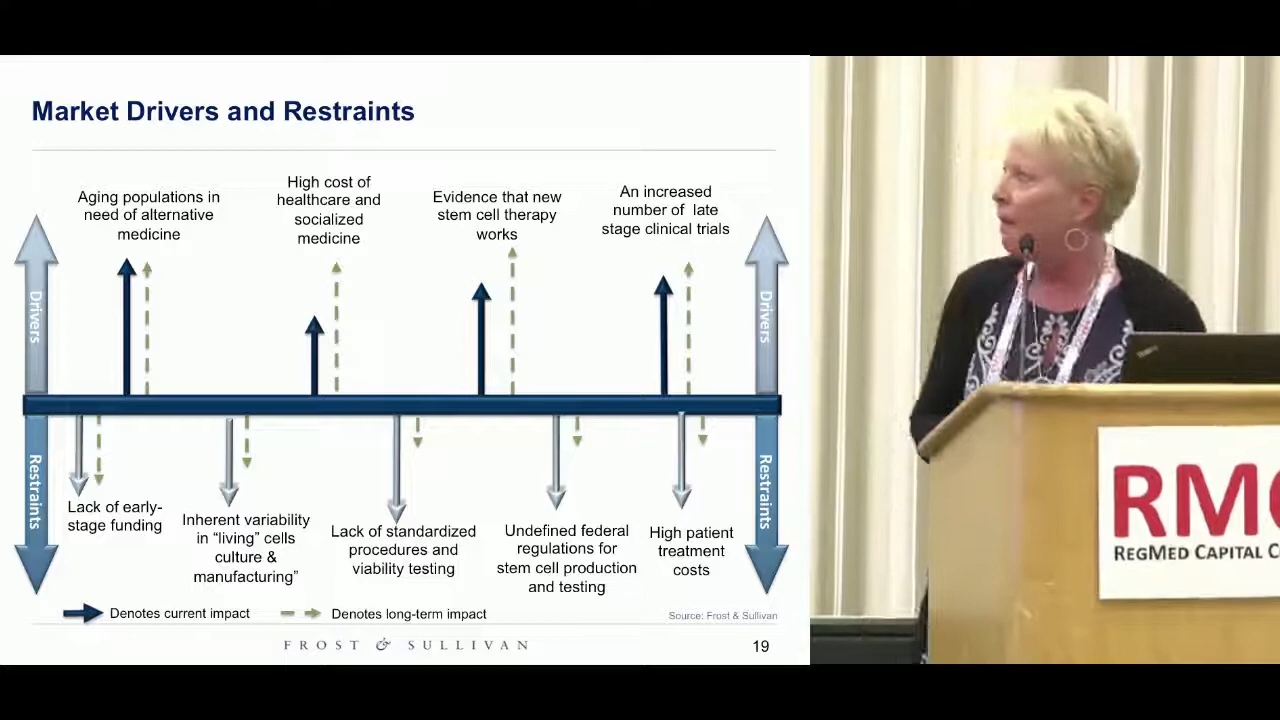 Market Drivers and Restraints
Aging populations in
need of alternative
medicine
High cost of
healthcare and
socialized
medicine
Evidence that new
stem cell therapy
works
An increased
number of late
stage clinical trials
Drivers
Drivers
Restraints
Restraints
Lack of early-
stage funding
Inherent variability
in “living” cells
culture &
manufacturing”
Lack of standardized
procedures and
viability testing
Undefined federal
regulations for
stem cell production
and testing
High patient
treatment
costs
Denotes current impact
Denotes long-term impact
Source: Frost & Sullivan
FROST & SULLIVAN
19
REGMED CAPITAL